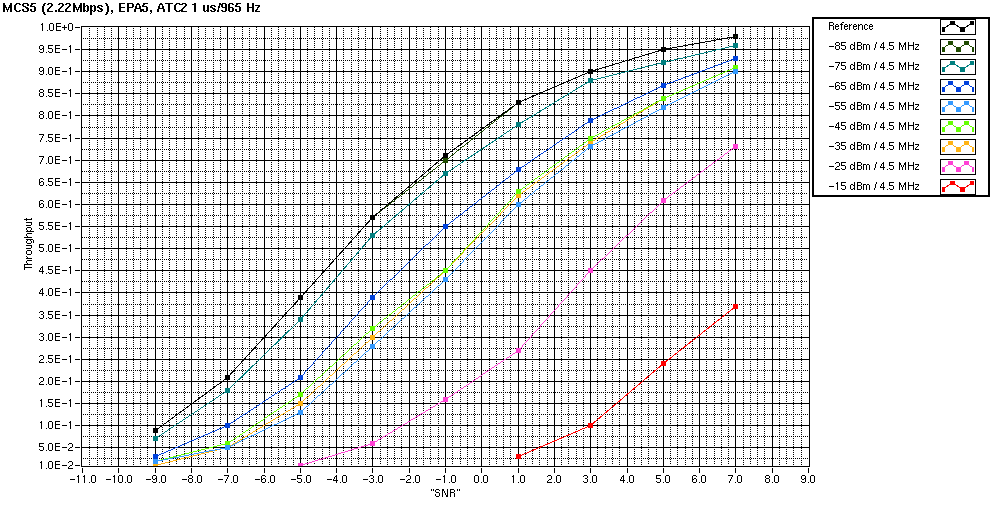 MCS5 (2.22Mbps), EPA5, ATC2 1 us/965 Hz
1.0E+0
9.5E-1
9.0E-1
8.5E-1
8.0E-1
7.5E-1
7.0E-1
6.5E-1
6.0E-1
5.5E-1
5.0E-1
4.5E-1
4.0E-1
3.5E-1
3.0E-1
2.5E-1
2.0E-1
1.5E-1
1.0E-1
5.0E-2
1.0E-2
Throughput
-11.0 -10.0 -9.0 -8.0 -7.0 -6.0 -5.0 -4.0 -3.0 -2.0 -1.0 0.0 1.0 2.0 3.0 4.0 5.0 6.0 7.0 8.0 9.0
"SNR"
Reference
-85 dBm / 4.5 MHz
-75 dBm / 4.5 MHz
-65 dBm / 4.5 MHz
-55 dBm / 4.5 MHz
-45 dBm / 4.5 MHz
-35 dBm / 4.5 MHz
-25 dBm / 4.5 MHz
-15 dBm / 4.5 MHz